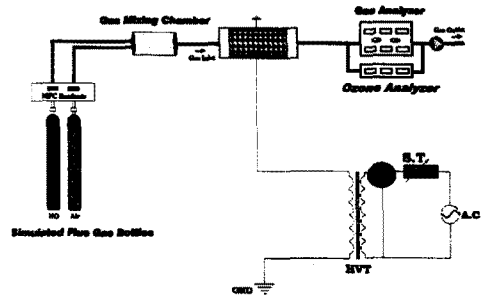 Gas Mixing Chamber
Gas Analyzer
Gas Inlet
Gas Outlet
Ozone Analyzer
MFC Readouts
NO
Air
Simulated Flue Gas Bottles
S.T.
A.C
HVT
GND